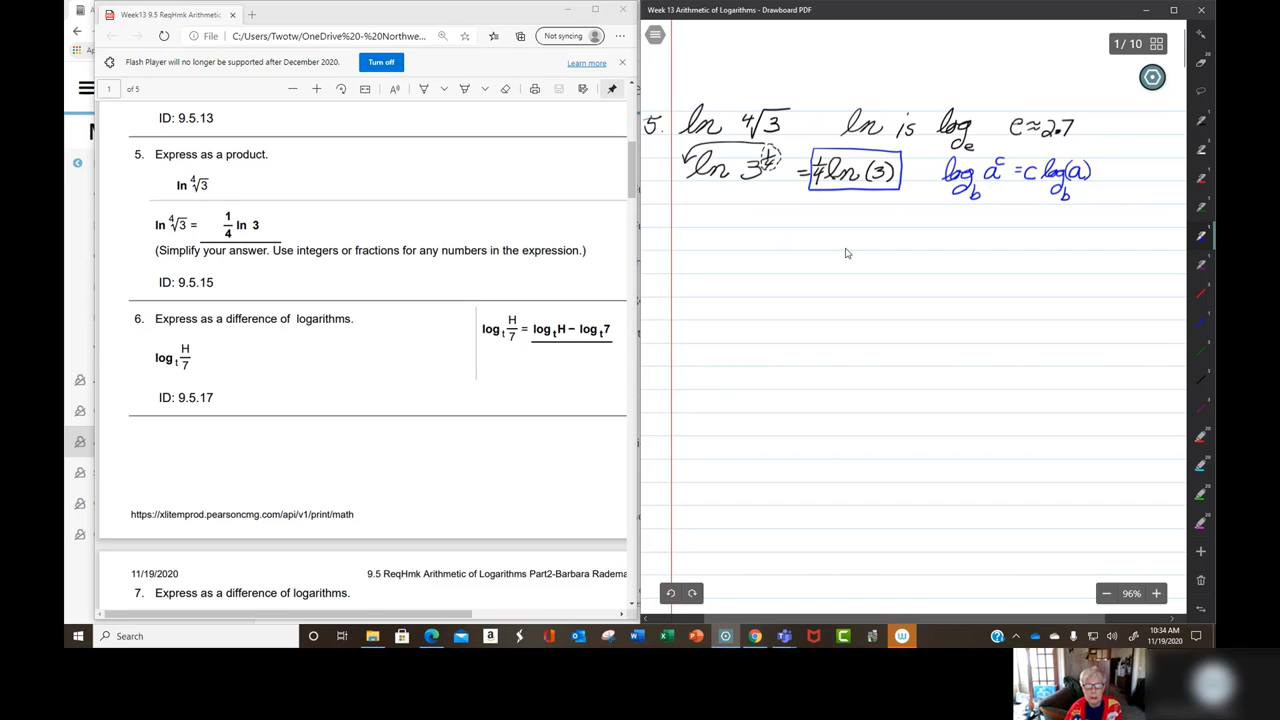 Week13 9.5 ReqHmk Arithmetic
File
C:/Users/Twotw/OneDrive%20-%20Northwe...
Not syncing
Flash Player will no longer be supported after December 2020.
Turn off
Learn more
1 of 5
ID: 9.5.13
5. Express as a product.
ln ∜3
ln ∜3 = 1/4 ln 3
(Simplify your answer. Use integers or fractions for any numbers in the expression.)
ID: 9.5.15
6. Express as a difference of logarithms.
log_t H/7
log_t H/7 = log_t H − log_t 7
ID: 9.5.17
https://xlitemprod.pearsoncmg.com/api/v1/print/math
11/19/2020
9.5 ReqHmk Arithmetic of Logarithms Part2-Barbara Radema
7. Express as a difference of logarithms.
Week 13 Arithmetic of Logarithms - Drawboard PDF
1 / 10
5. ln ∜3 ln is log_e e≈2.7
ln 3^(1/4) = 1/4 ln (3) log_b a^c = c log_b (a)
96%
Search
10:34 AM
11/19/2020